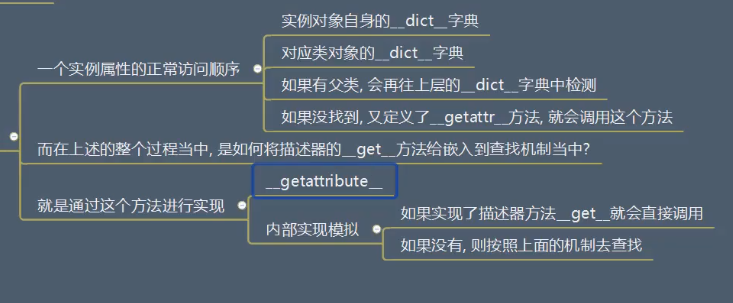 一个实例属性的正常访问顺序
实例对象自身的__dict__字典
对应类对象的__dict__字典
如果有父类, 会再往上层的__dict__字典中检测
如果没找到, 又定义了__getattr__方法, 就会调用这个方法
而在上述的整个过程当中, 是如何将描述器的__get__方法给嵌入到查找机制当中?
就是通过这个方法进行实现
__getattribute__
内部实现模拟
如果实现了描述器方法__get__就会直接调用
如果没有, 则按照上面的机制去查找